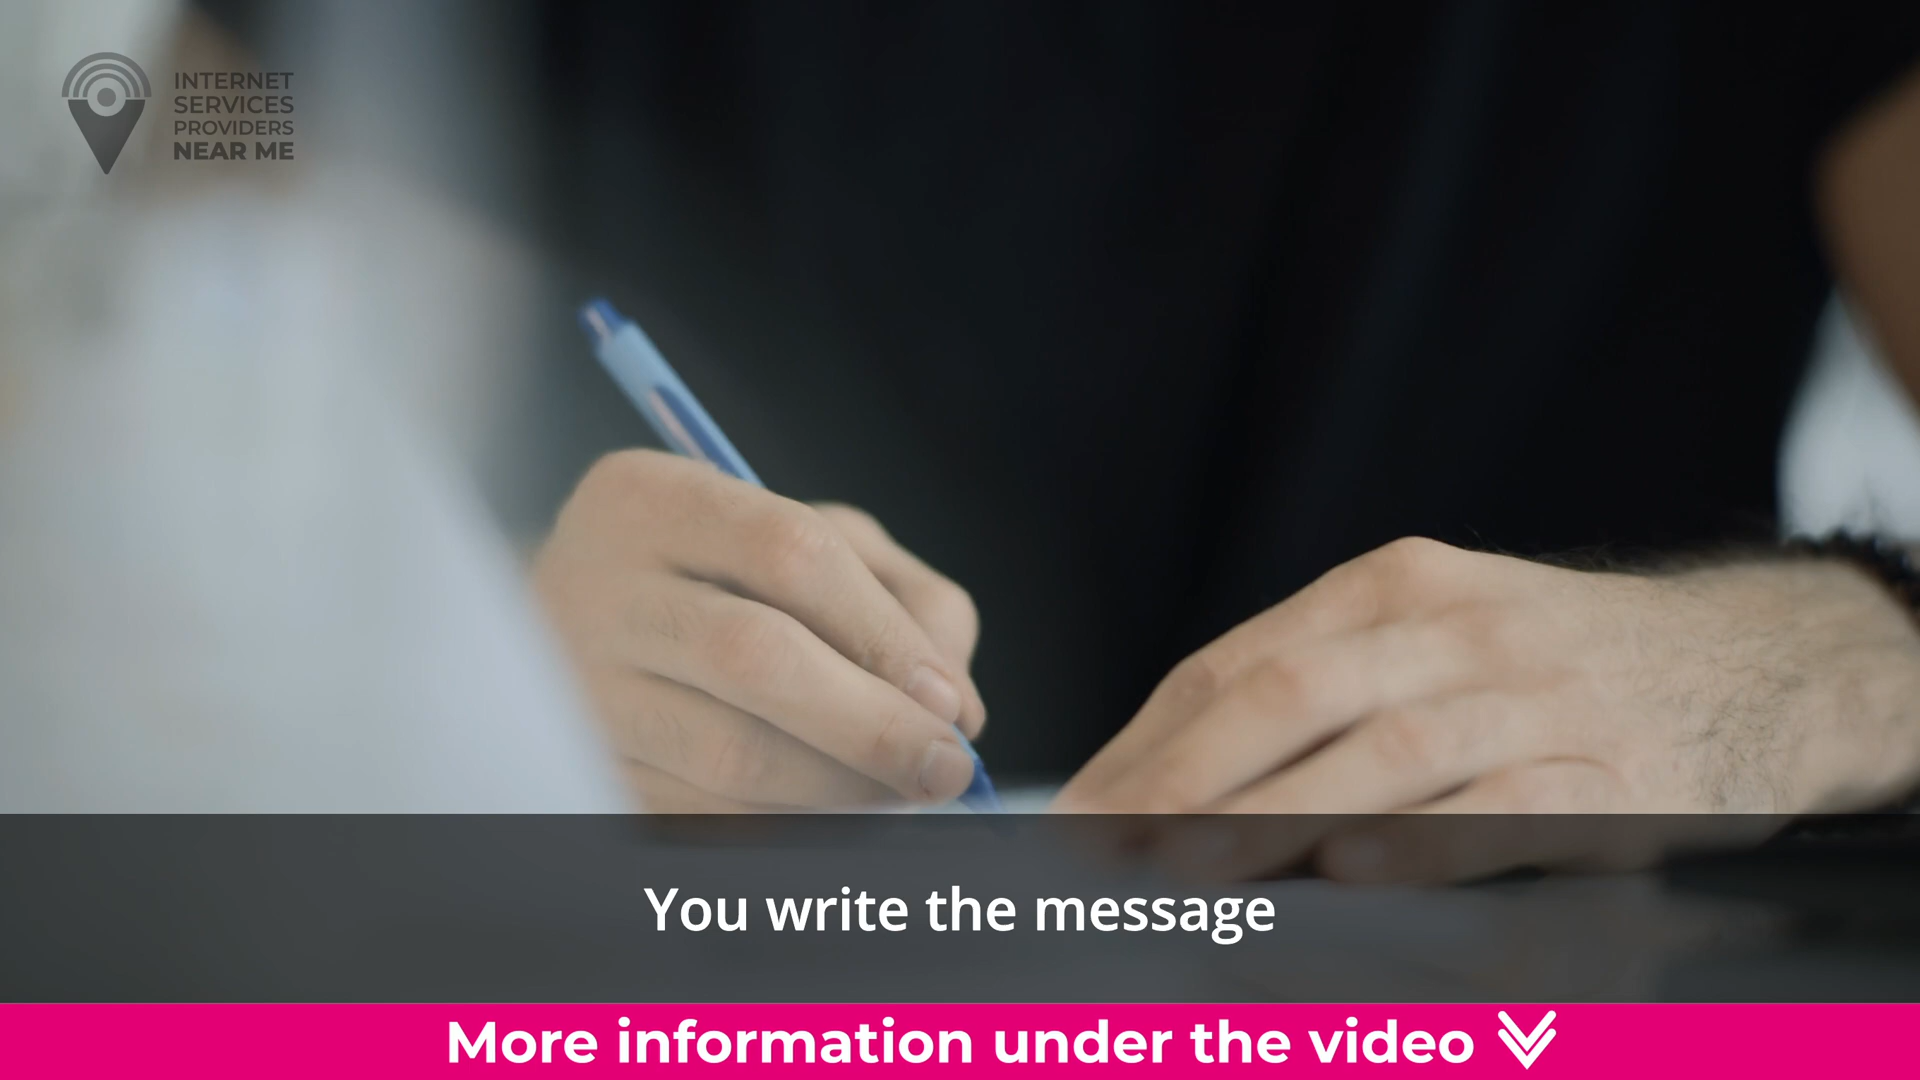 INTERNET
SERVICES
PROVIDERS
NEAR ME
You write the message
More information under the video